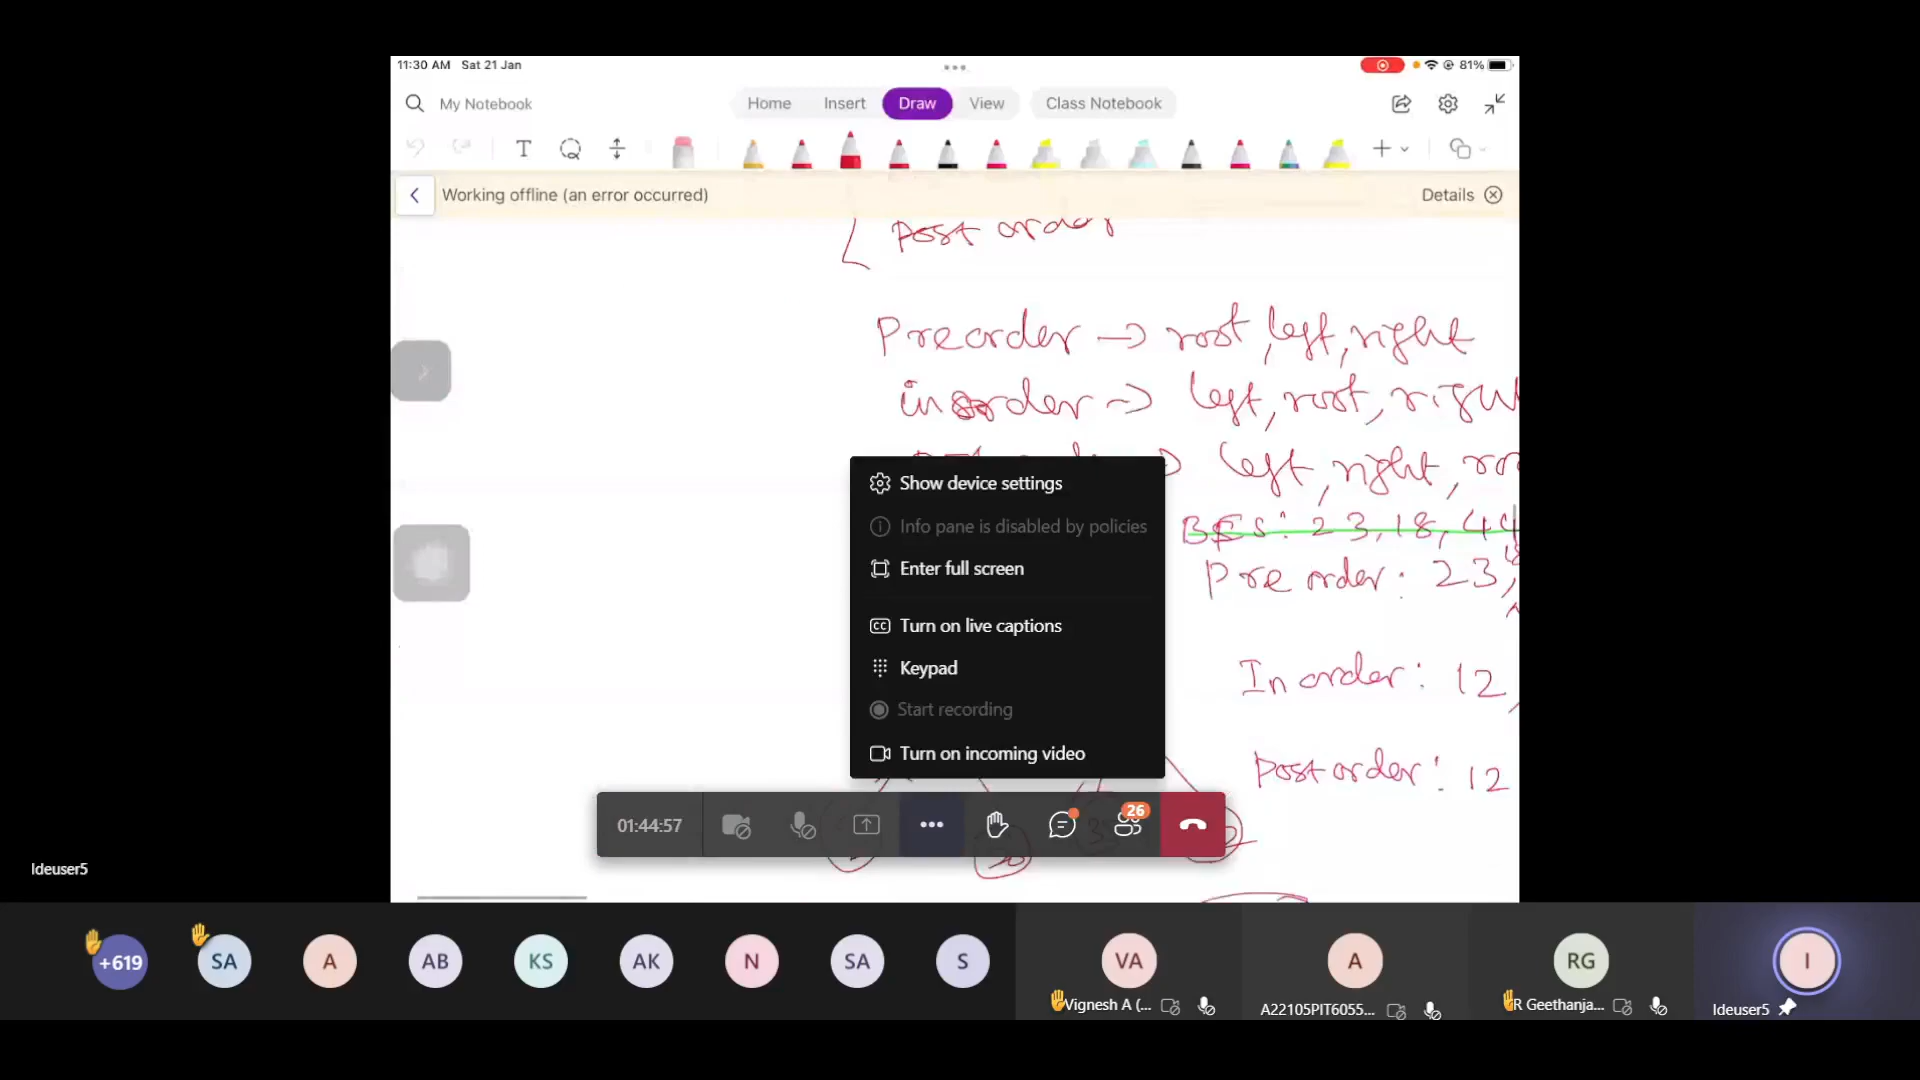 11:30 AM Sat 21 Jan
81%
My Notebook
Home Insert Draw View Class Notebook
Working offline (an error occurred)
Details
Post order
Preorder → root, left, right
inorder → left, root, right
left, right,
BFS: 23, 18, 44
Pre order: 23,
In order: 12,
Post order: 12
Show device settings
Info pane is disabled by policies
Enter full screen
Turn on live captions
Keypad
Start recording
Turn on incoming video
01:44:57
26
Ideuser5
+619 SA A AB KS AK N SA S VA A RG I
Vignesh A (... A22105PIT6055... R Geethanja... Ideuser5